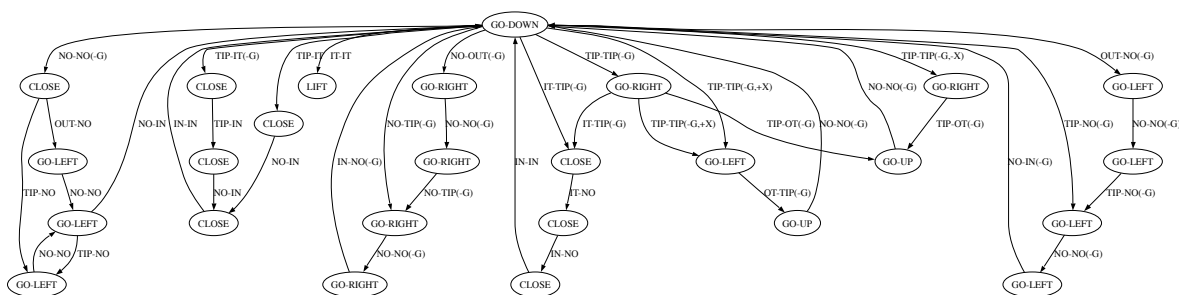 GO-DOWN
NO-NO(-G)
TIP-IT(-G)
TIP-IT
IT-IT
NO-OUT(-G)
TIP-TIP(-G)
TIP-TIP(-G,-X)
OUT-NO(-G)
CLOSE
CLOSE
LIFT
GO-RIGHT
IT-TIP(-G)
GO-RIGHT
TIP-TIP(-G,+X)
NO-NO(-G)
GO-RIGHT
GO-LEFT
OUT-NO
NO-IN
IN-IN
TIP-IN
CLOSE
NO-TIP(-G)
NO-NO(-G)
IT-TIP(-G)
TIP-TIP(-G,+X)
TIP-OT(-G)
NO-NO(-G)
TIP-OT(-G)
TIP-NO(-G)
NO-NO(-G)
GO-LEFT
CLOSE
NO-IN
IN-NO(-G)
GO-RIGHT
IN-IN
CLOSE
GO-LEFT
GO-UP
NO-IN(-G)
GO-LEFT
TIP-NO
NO-NO
NO-IN
NO-TIP(-G)
IT-NO
OT-TIP(-G)
TIP-NO(-G)
GO-LEFT
CLOSE
GO-RIGHT
CLOSE
GO-UP
GO-LEFT
NO-NO
TIP-NO
NO-NO(-G)
IN-NO
NO-NO(-G)
GO-LEFT
GO-RIGHT
CLOSE
GO-LEFT